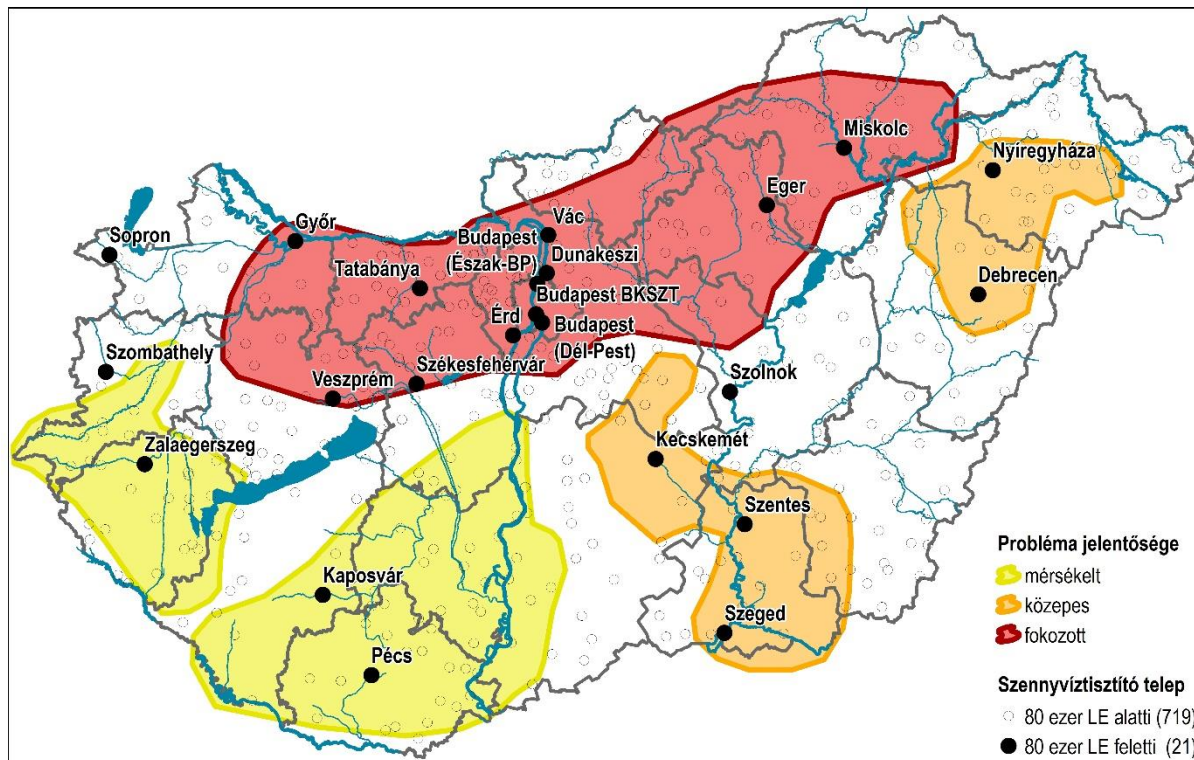 Miskolc
Nyíregyháza
Eger
Vác
Győr
Sopron
Budapest
(Észak-BP)
Dunakeszi
Tatabánya
Debrecen
Budapest BKSZT
Érd
Budapest
(Dél-Pest)
Szombathely
Székesfehérvár
Veszprém
Szolnok
Zalaegerszeg
Kecskemét
Szentes
Kaposvár
Szeged
Pécs
Probléma jelentősége
mérsékelt
közepes
fokozott
Szennyvíztisztító telep
80 ezer LE alatti (719)
80 ezer LE feletti (21)